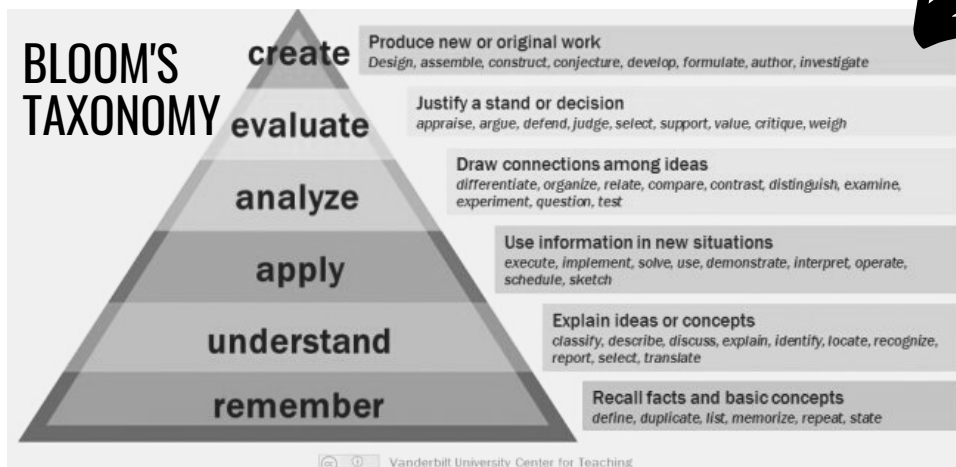 BLOOM'S
TAXONOMY
create
Produce new or original work
Design, assemble, construct, conjecture, develop, formulate, author, investigate
evaluate
Justify a stand or decision
appraise, argue, defend, judge, select, support, value, critique, weigh
analyze
Draw connections among ideas
differentiate, organize, relate, compare, contrast, distinguish, examine,
experiment, question, test
apply
Use information in new situations
execute, implement, solve, use, demonstrate, interpret, operate,
schedule, sketch
understand
Explain ideas or concepts
classify, describe, discuss, explain, identify, locate, recognize,
report, select, translate
remember
Recall facts and basic concepts
define, duplicate, list, memorize, repeat, state
cc Vanderbilt University Center for Teaching